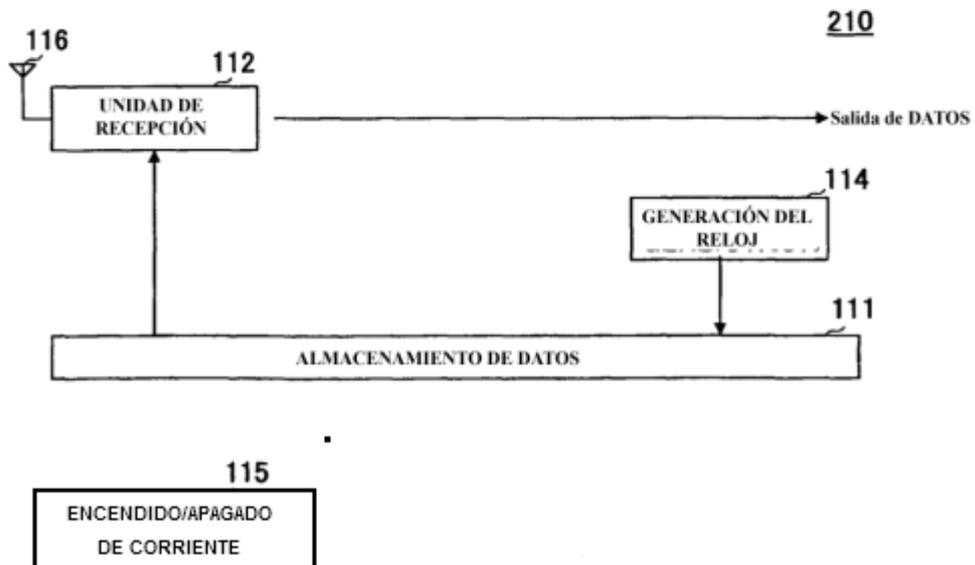 210
116
112
UNIDAD DE
RECEPCIÓN
Salida de DATOS
114
GENERACIÓN DEL
RELOJ
111
ALMACENAMIENTO DE DATOS
115
ENCENDIDO/APAGADO
DE CORRIENTE